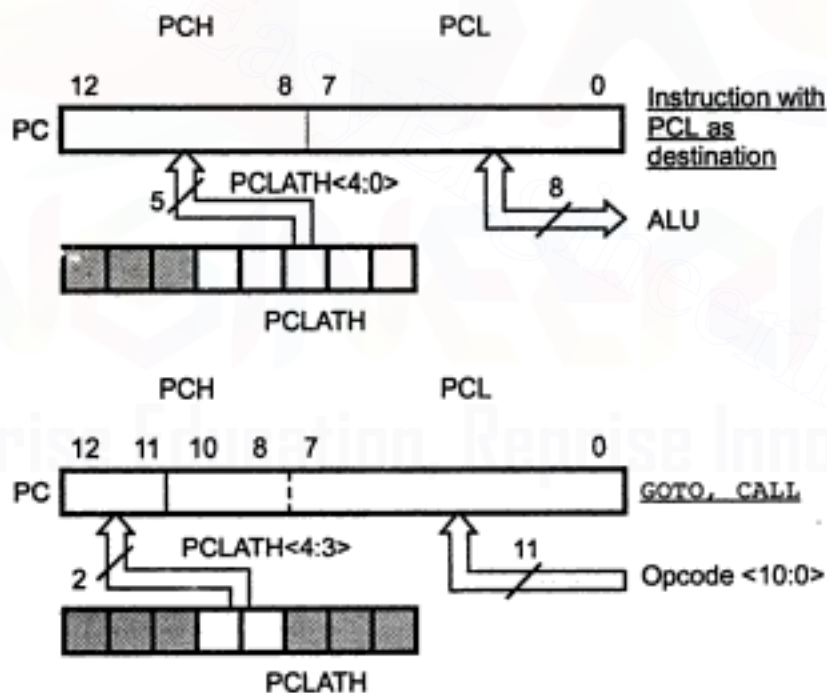 PCH PCL
12 8 7 0
PC
Instruction with
PCL as
destination
5 PCLATH<4:0>
8
ALU
PCLATH
PCH PCL
12 11 10 8 7 0
PC
GOTO, CALL
2 PCLATH<4:3>
11
Opcode <10:0>
PCLATH